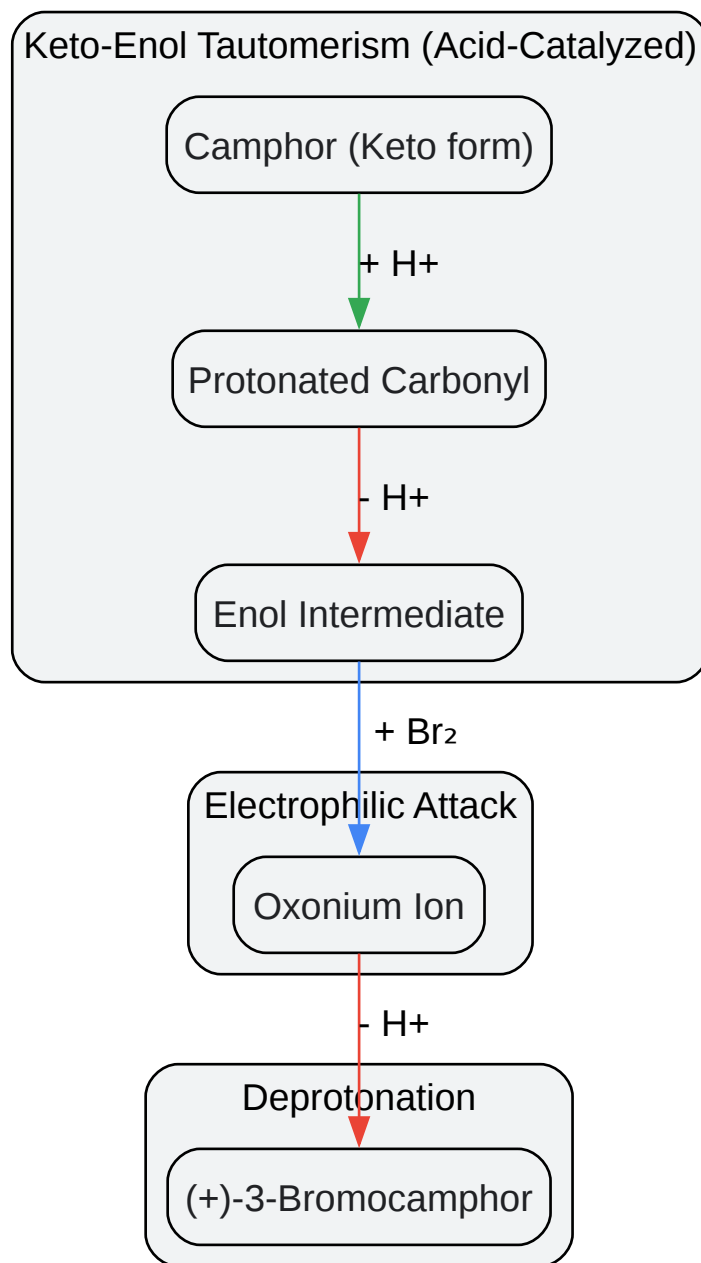 Keto-Enol Tautomerism (Acid-Catalyzed)
Camphor (Keto form)
+ H+
Protonated Carbonyl
- H+
Enol Intermediate
+ Br₂
Electrophilic Attack
Oxonium Ion
- H+
Deprotonation
(+)-3-Bromocamphor